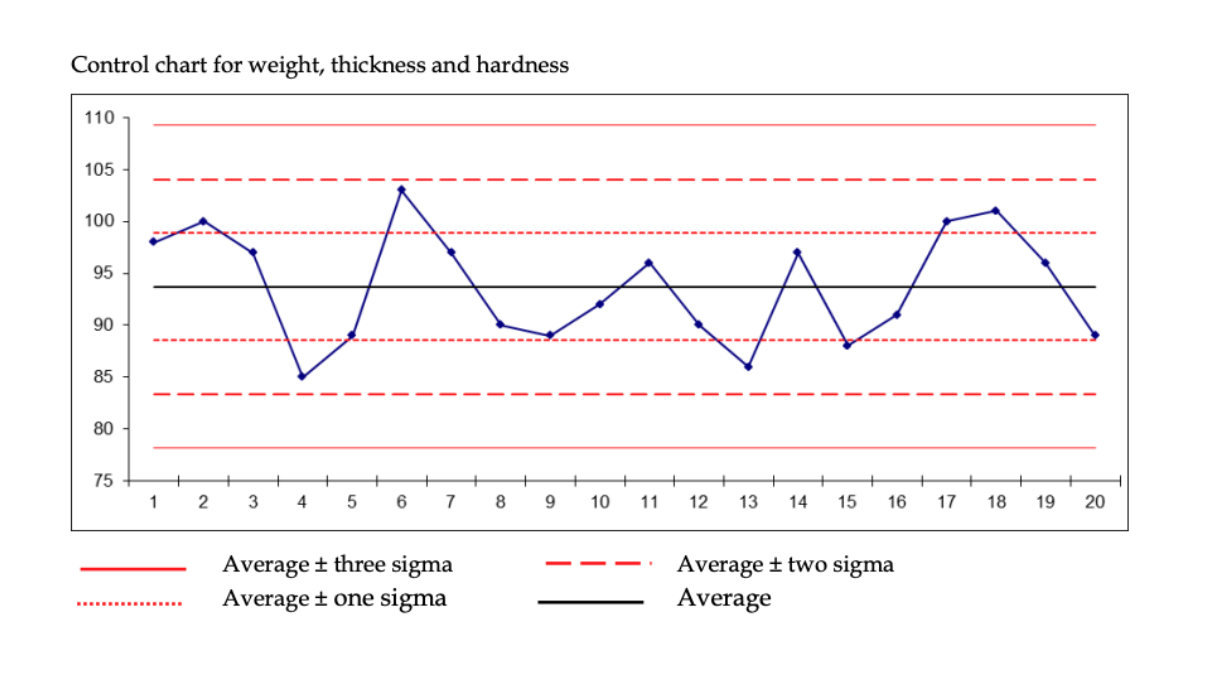 Control chart for weight, thickness and hardness
110
105
100
95
90
85
80
75
1 2 3 4 5 6 7 8 9 10 11 12 13 14 15 16 17 18 19 20
Average ± three sigma Average ± two sigma
Average ± one sigma Average